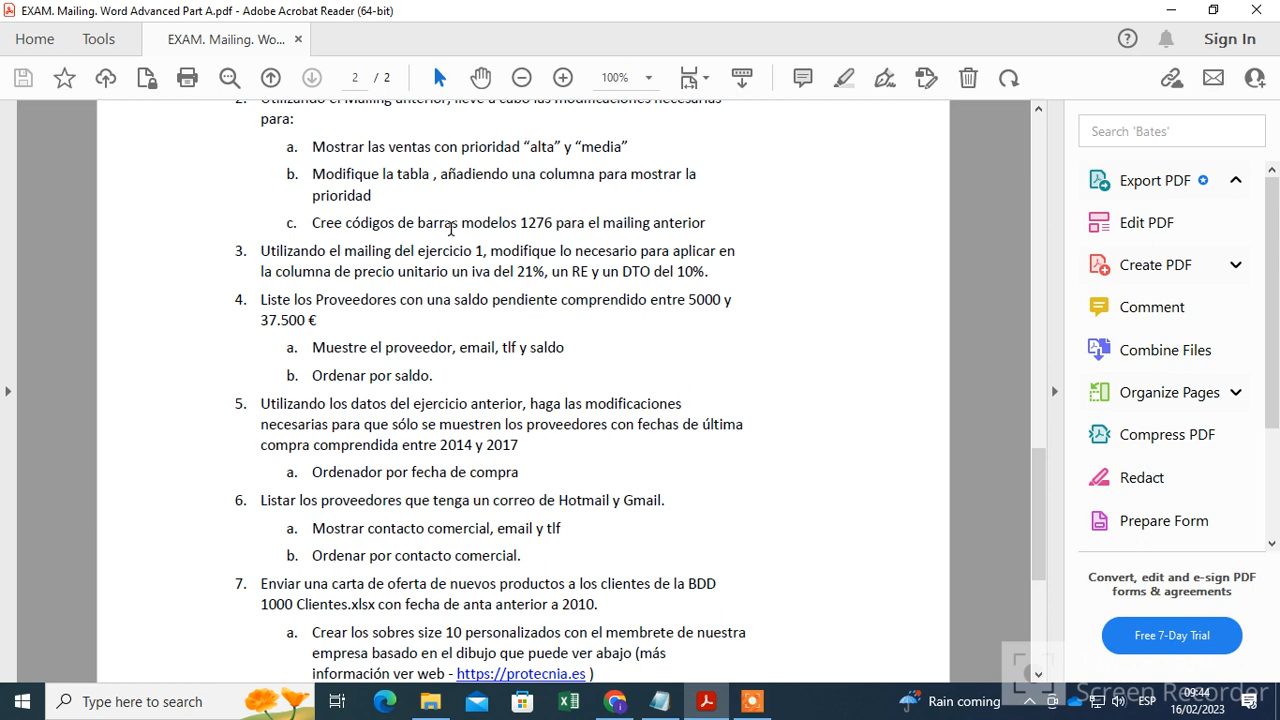 EXAM. Mailing. Word Advanced Part A.pdf - Adobe Acrobat Reader (64-bit)
Home
Tools
EXAM. Mailing. Wo...
Sign In
2 / 2
100%
2. Utilizando el Mailing anterior, lleve a cabo las modificaciones necesarias
para:
a. Mostrar las ventas con prioridad “alta” y “media”
b. Modifique la tabla , añadiendo una columna para mostrar la
prioridad
c. Cree códigos de barras modelos 1276 para el mailing anterior
3. Utilizando el mailing del ejercicio 1, modifique lo necesario para aplicar en
la columna de precio unitario un iva del 21%, un RE y un DTO del 10%.
4. Liste los Proveedores con una saldo pendiente comprendido entre 5000 y
37.500 €
a. Muestre el proveedor, email, tlf y saldo
b. Ordenar por saldo.
5. Utilizando los datos del ejercicio anterior, haga las modificaciones
necesarias para que sólo se muestren los proveedores con fechas de última
compra comprendida entre 2014 y 2017
a. Ordenador por fecha de compra
6. Listar los proveedores que tenga un correo de Hotmail y Gmail.
a. Mostrar contacto comercial, email y tlf
b. Ordenar por contacto comercial.
7. Enviar una carta de oferta de nuevos productos a los clientes de la BDD
1000 Clientes.xlsx con fecha de anta anterior a 2010.
a. Crear los sobres size 10 personalizados con el membrete de nuestra
empresa basado en el dibujo que puede ver abajo (más
información ver web - https://protecnia.es )
Search 'Bates'
Export PDF
Edit PDF
Create PDF
Comment
Combine Files
Organize Pages
Compress PDF
Redact
Prepare Form
Convert, edit and e-sign PDF
forms & agreements
Free 7-Day Trial
Screen Recorder
Type here to search
Rain coming
ESP
09:44
16/02/2023